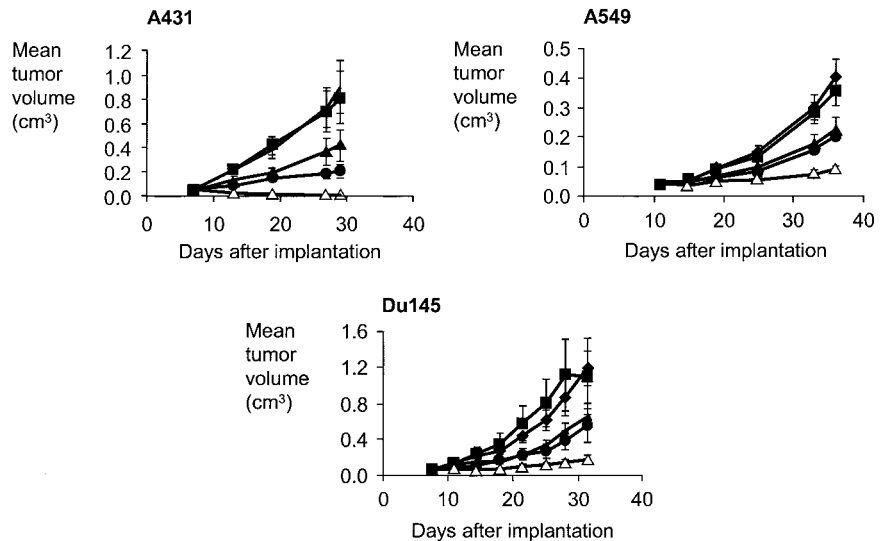 A431
Mean
tumor
volume
(cm³)
1.2
1.0
0.8
0.6
0.4
0.2
0.0
0 10 20 30 40
Days after implantation
A549
Mean
tumor
volume
(cm³)
0.5
0.4
0.3
0.2
0.1
0.0
0 10 20 30 40
Days after implantation
Du145
Mean
tumor
volume
(cm³)
1.6
1.2
0.8
0.4
0.0
0 10 20 30 40
Days after implantation